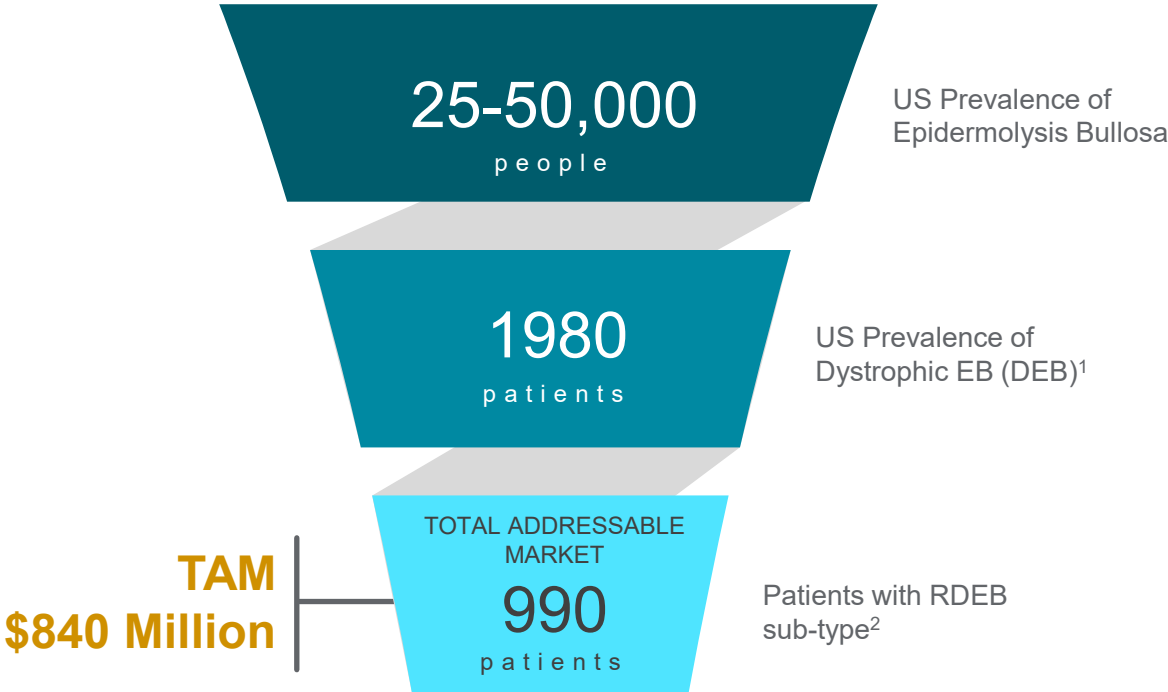 25-50,000
people
US Prevalence of
Epidermolysis Bullosa
1980
patients
US Prevalence of
Dystrophic EB (DEB)¹
TOTAL ADDRESSABLE
MARKET
990
patients
TAM
$840 Million
Patients with RDEB
sub-type²